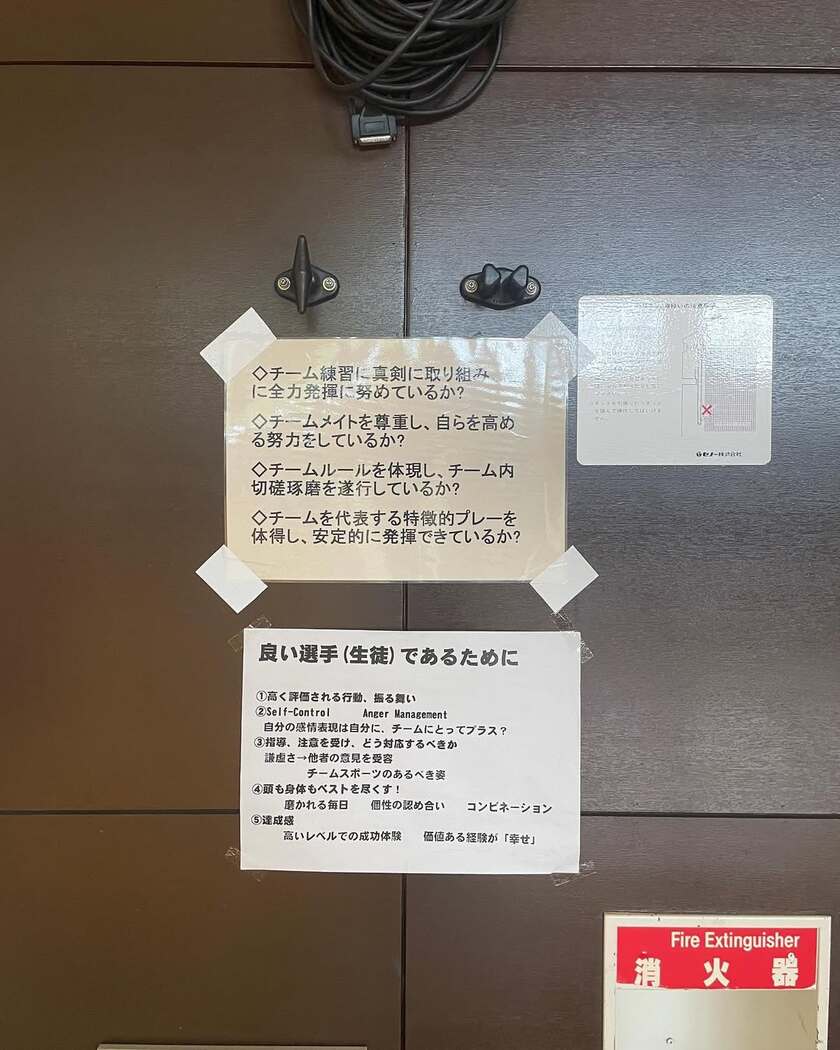 ◇チーム練習に真剣に取り組み
に全力発揮に努めているか?
◇チームメイトを尊重し、自らを高め
る努力をしているか?
◇チームルールを体現し、チーム内
切磋琢磨を遂行しているか?
◇チームを代表する特徴的プレーを
体得し、安定的に発揮できているか?
セノー株式会社
良い選手(生徒)であるために
①高く評価される行動、振る舞い
②Self-Control Anger Management
自分の感情表現は自分に、チームにとってプラス?
③指導、注意を受け、どう対応するべきか
謙虚さ→他者の意見を受容
チームスポーツのあるべき姿
④頭も身体もベストを尽くす!
磨かれる毎日 個性の認め合い コンビネーション
⑤達成感
高いレベルでの成功体験 価値ある経験が「幸せ」
Fire Extinguisher
消火器